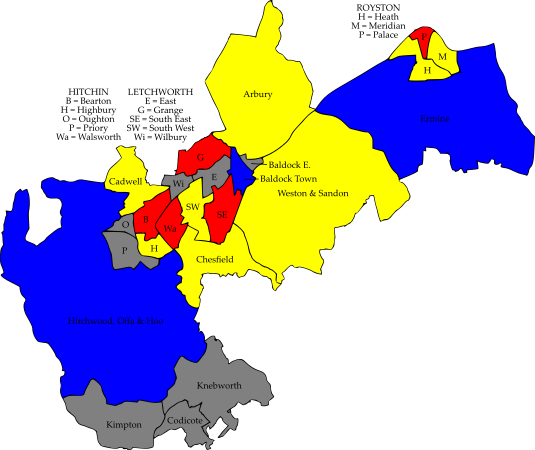 ROYSTON
H = Heath
M = Meridian
P = Palace
HITCHIN
B = Bearton
H = Highbury
O = Oughton
P = Priory
Wa = Walsworth
LETCHWORTH
E = East
G = Grange
SE = South East
SW = South West
Wi = Wilbury
P
M
H
Arbury
Ermine
G
Baldock E.
Baldock Town
E
Wi
Cadwell
Weston & Sandon
SW
SE
B
O
Wa
H
P
Chesfield
Hitchwood, Offa & Hoo
Knebworth
Kimpton
Codicote